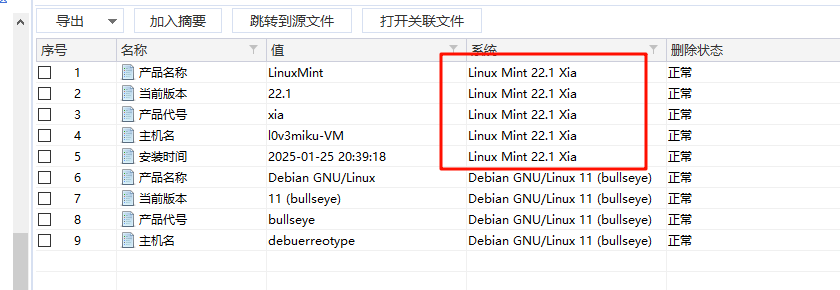 导出 加入摘要 跳转到源文件 打开关联文件
序号 名称 值 系统 删除状态
1 产品名称 LinuxMint Linux Mint 22.1 Xia 正常
2 当前版本 22.1 Linux Mint 22.1 Xia 正常
3 产品代号 xia Linux Mint 22.1 Xia 正常
4 主机名 l0v3miku-VM Linux Mint 22.1 Xia 正常
5 安装时间 2025-01-25 20:39:18 Linux Mint 22.1 Xia 正常
6 产品名称 Debian GNU/Linux Debian GNU/Linux 11 (bullseye) 正常
7 当前版本 11 (bullseye) Debian GNU/Linux 11 (bullseye) 正常
8 产品代号 bullseye Debian GNU/Linux 11 (bullseye) 正常
9 主机名 debuerreotype Debian GNU/Linux 11 (bullseye) 正常